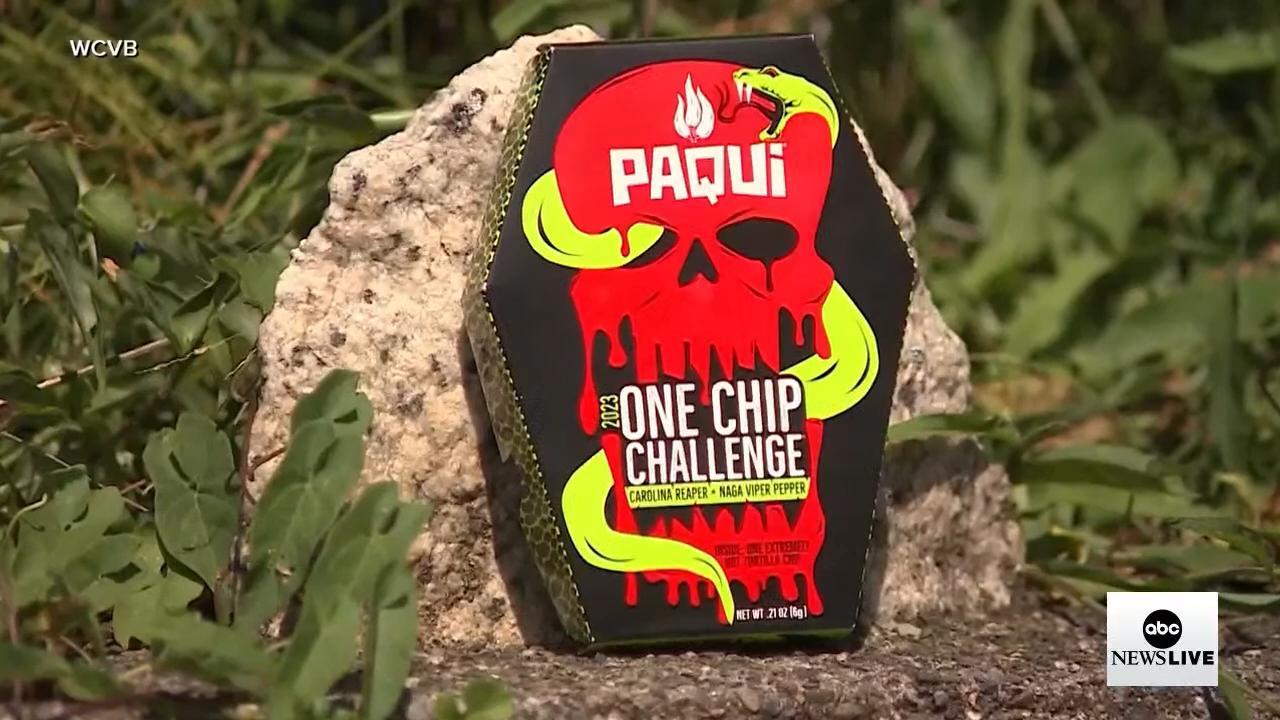 WCVB
PAQUI
2023
ONE CHIP
CHALLENGE
CAROLINA REAPER + NAGA VIPER PEPPER
INSIDE: ONE EXTREMELY
HOT TORTILLA CHIP
NET WT .21 OZ (6g)
abc
NEWSLIVE